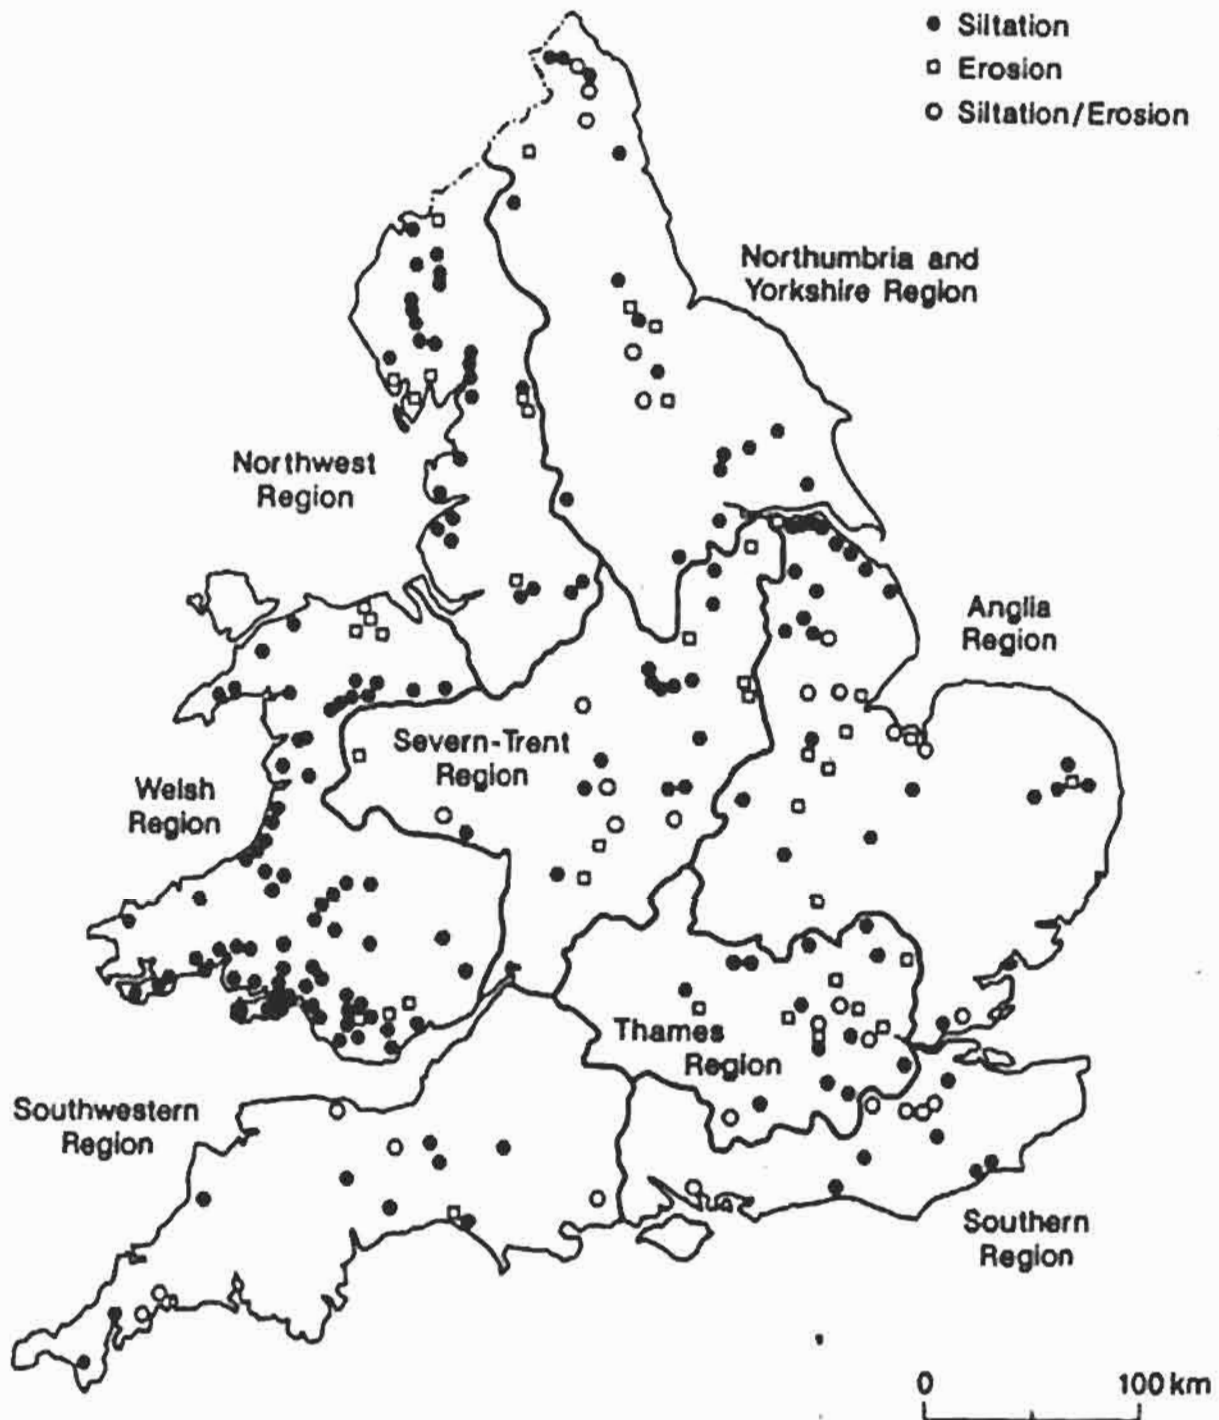 Siltation
Erosion
Siltation/Erosion
Northumbria and
Yorkshire Region
Northwest
Region
Anglia
Region
Severn-Trent
Region
Welsh
Region
Thames
Region
Southwestern
Region
Southern
Region
0 100 km